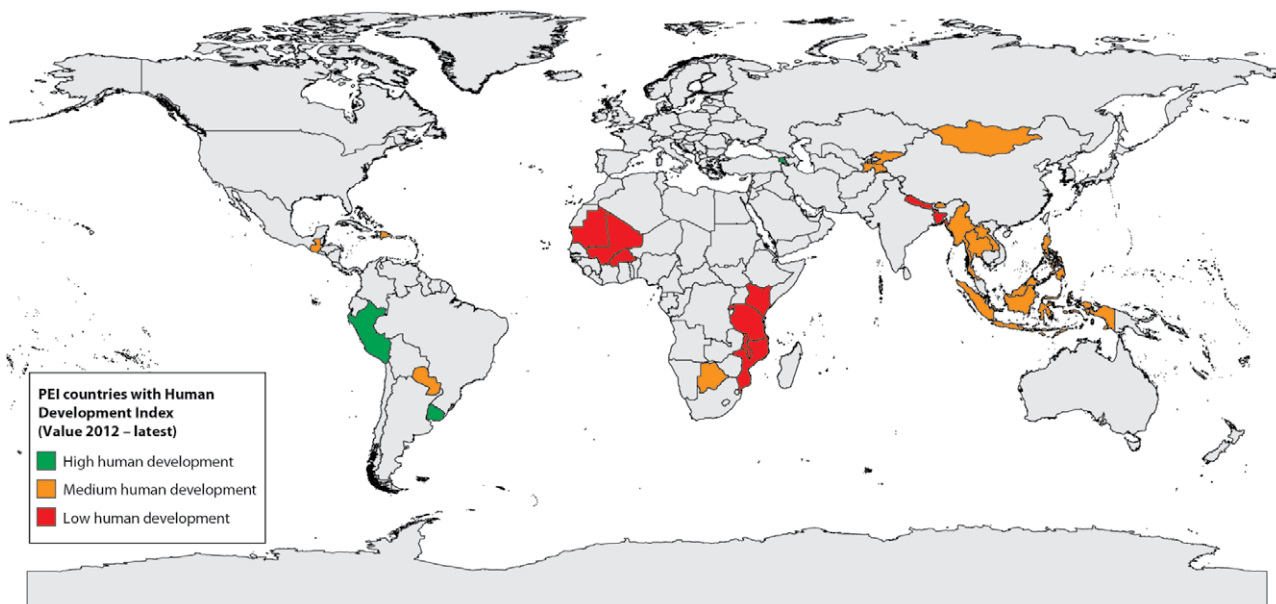 PEI countries with Human
Development Index
(Value 2012 – latest)
High human development
Medium human development
Low human development